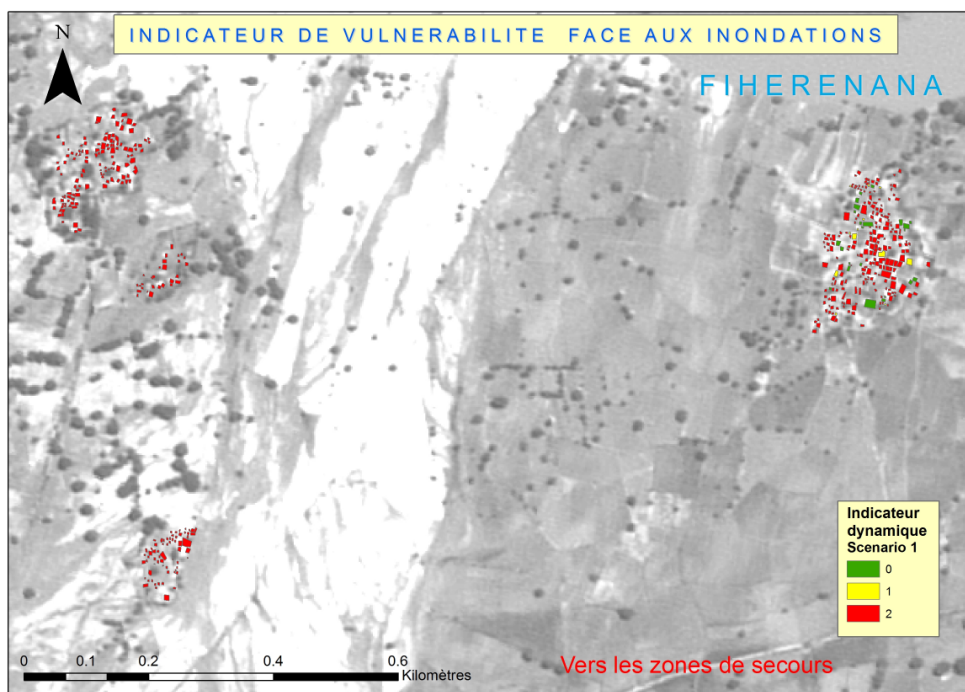 N
INDICATEUR DE VULNERABILITE FACE AUX INONDATIONS
FIHERENANA
Indicateur
dynamique
Scenario 1
0
1
2
0 0.1 0.2 0.4 0.6
Kilomètres
Vers les zones de secours